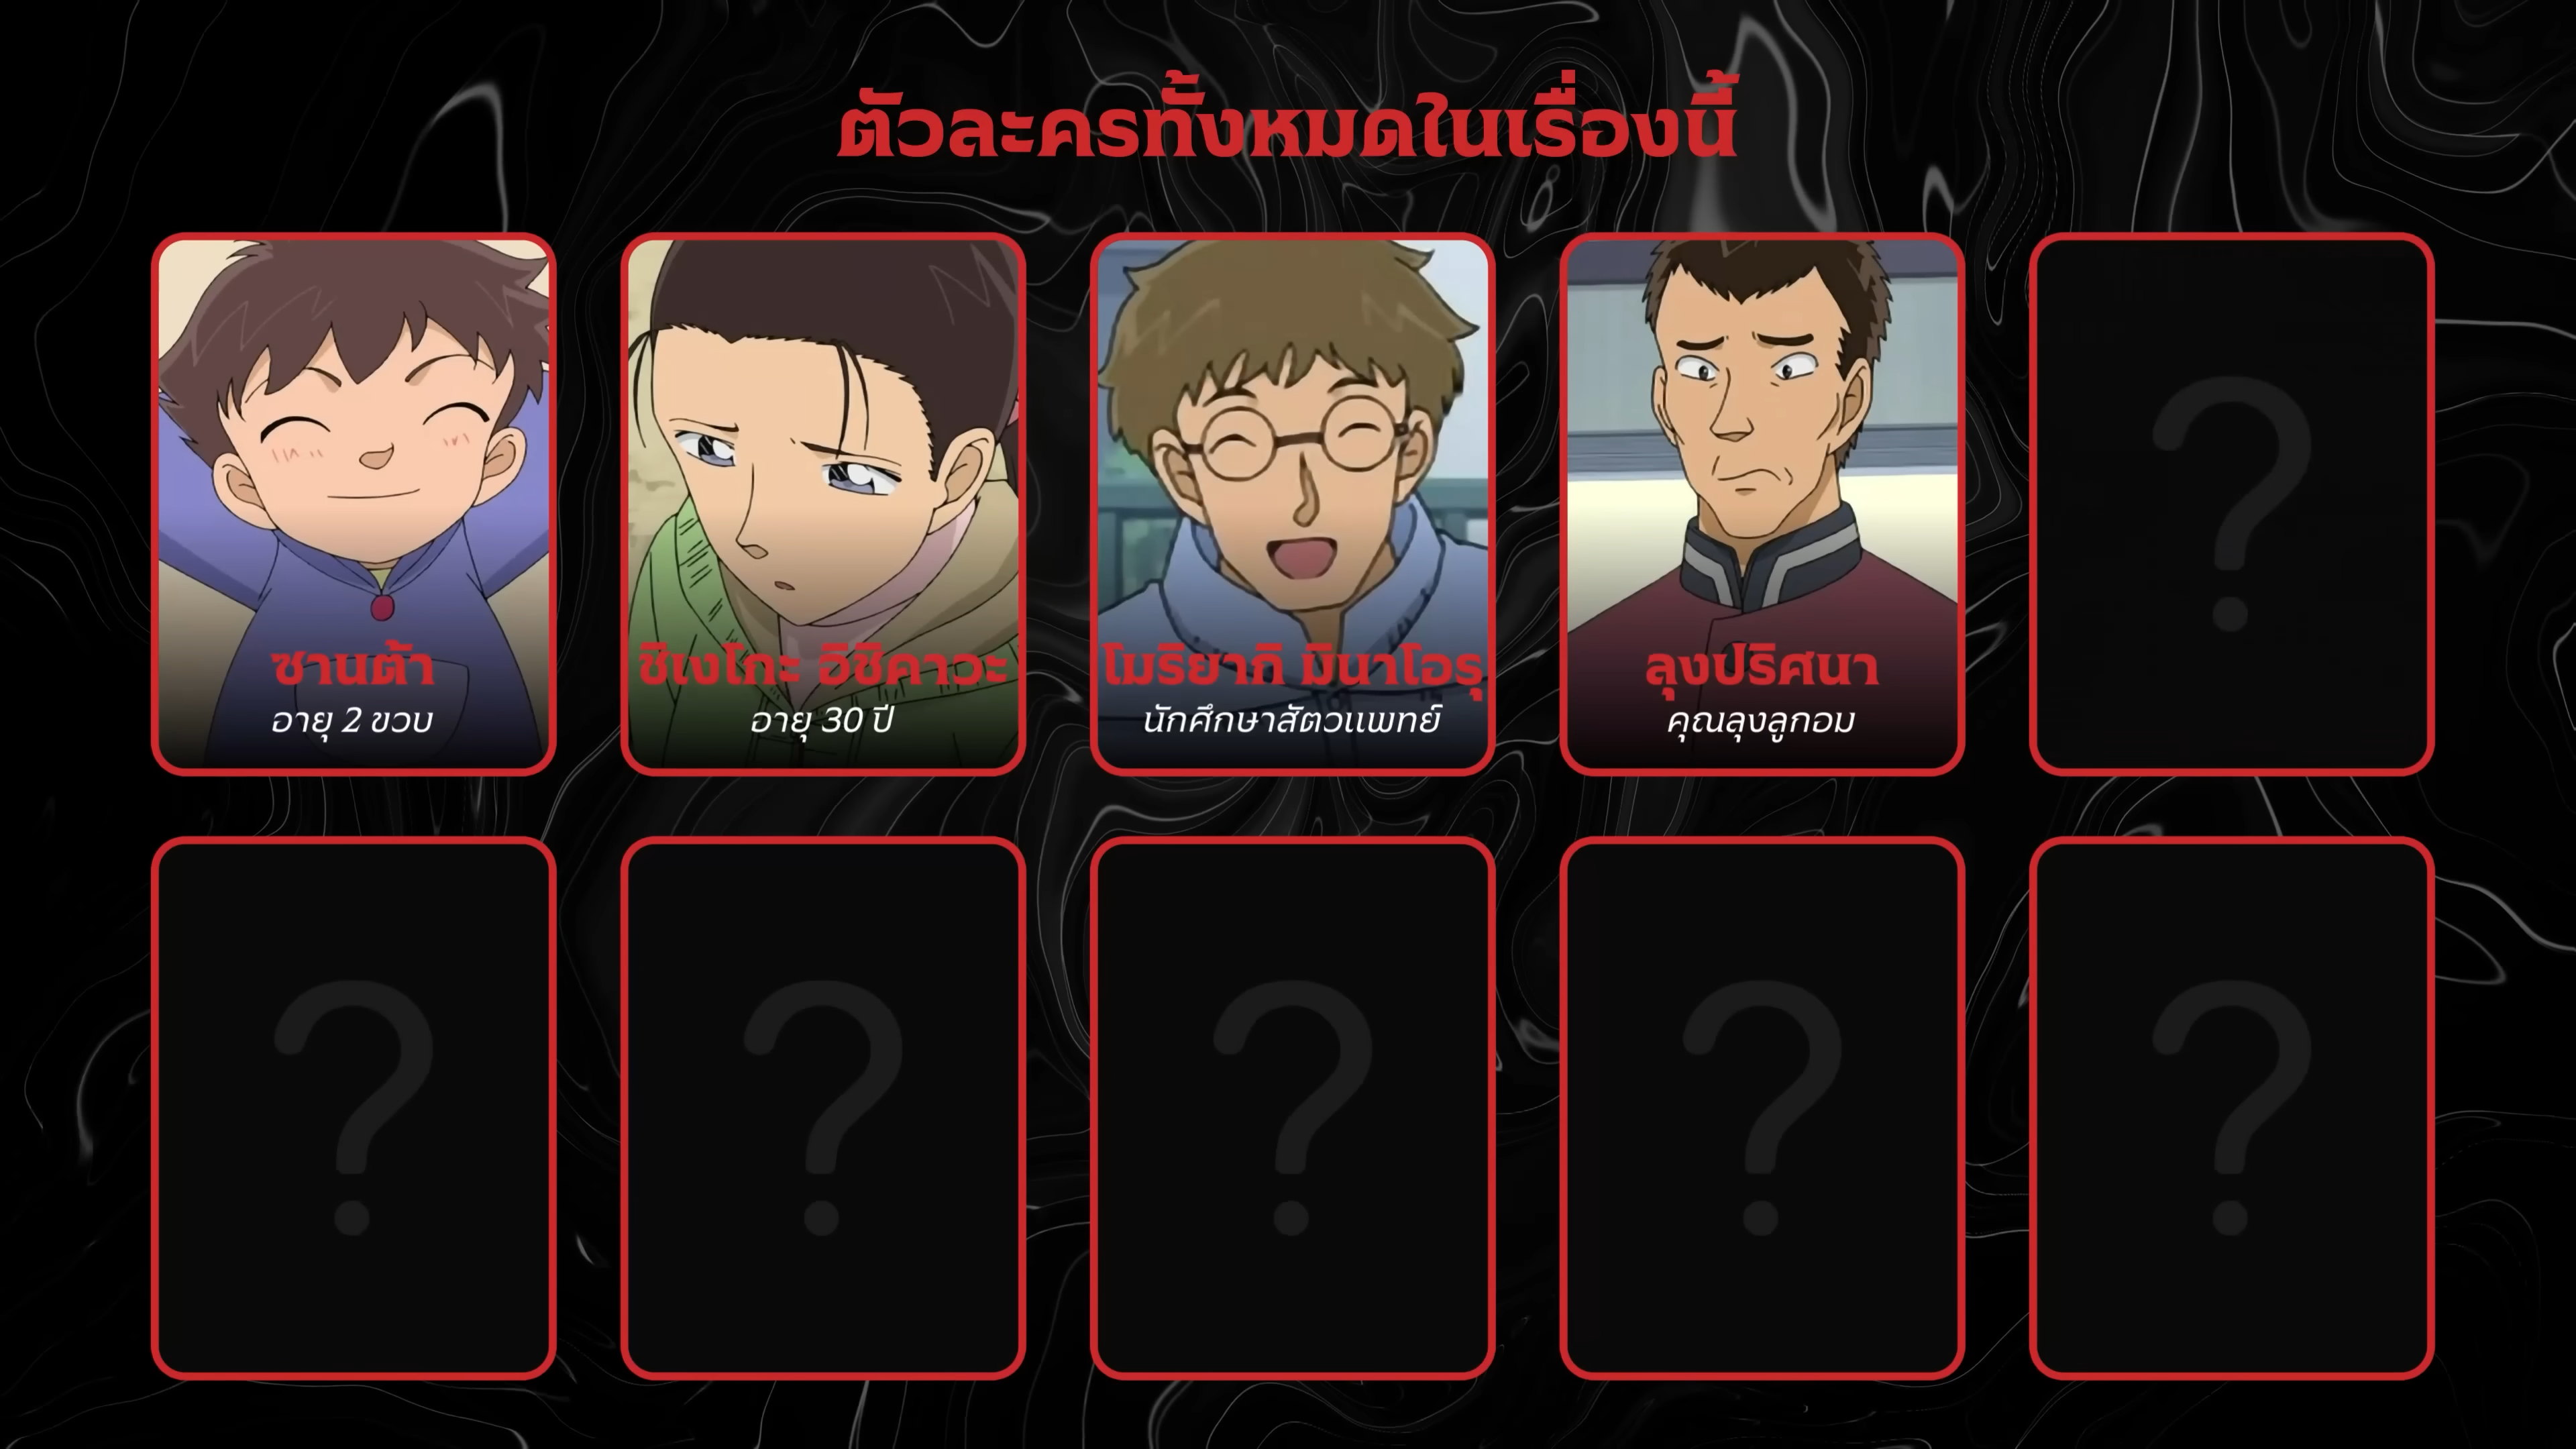 ตัวละครทั้งหมดในเรื่องนี้
ซานต้า
อายุ 2 ขวบ
ชิเงโกะ อิชิคาวะ
อายุ 30 ปี
โมริยากิ มินาโอรุ
นักศึกษาสัตวแพทย์
ลุงปริศนา
คุณลุงลูกอม
?
?
?
?
?
?